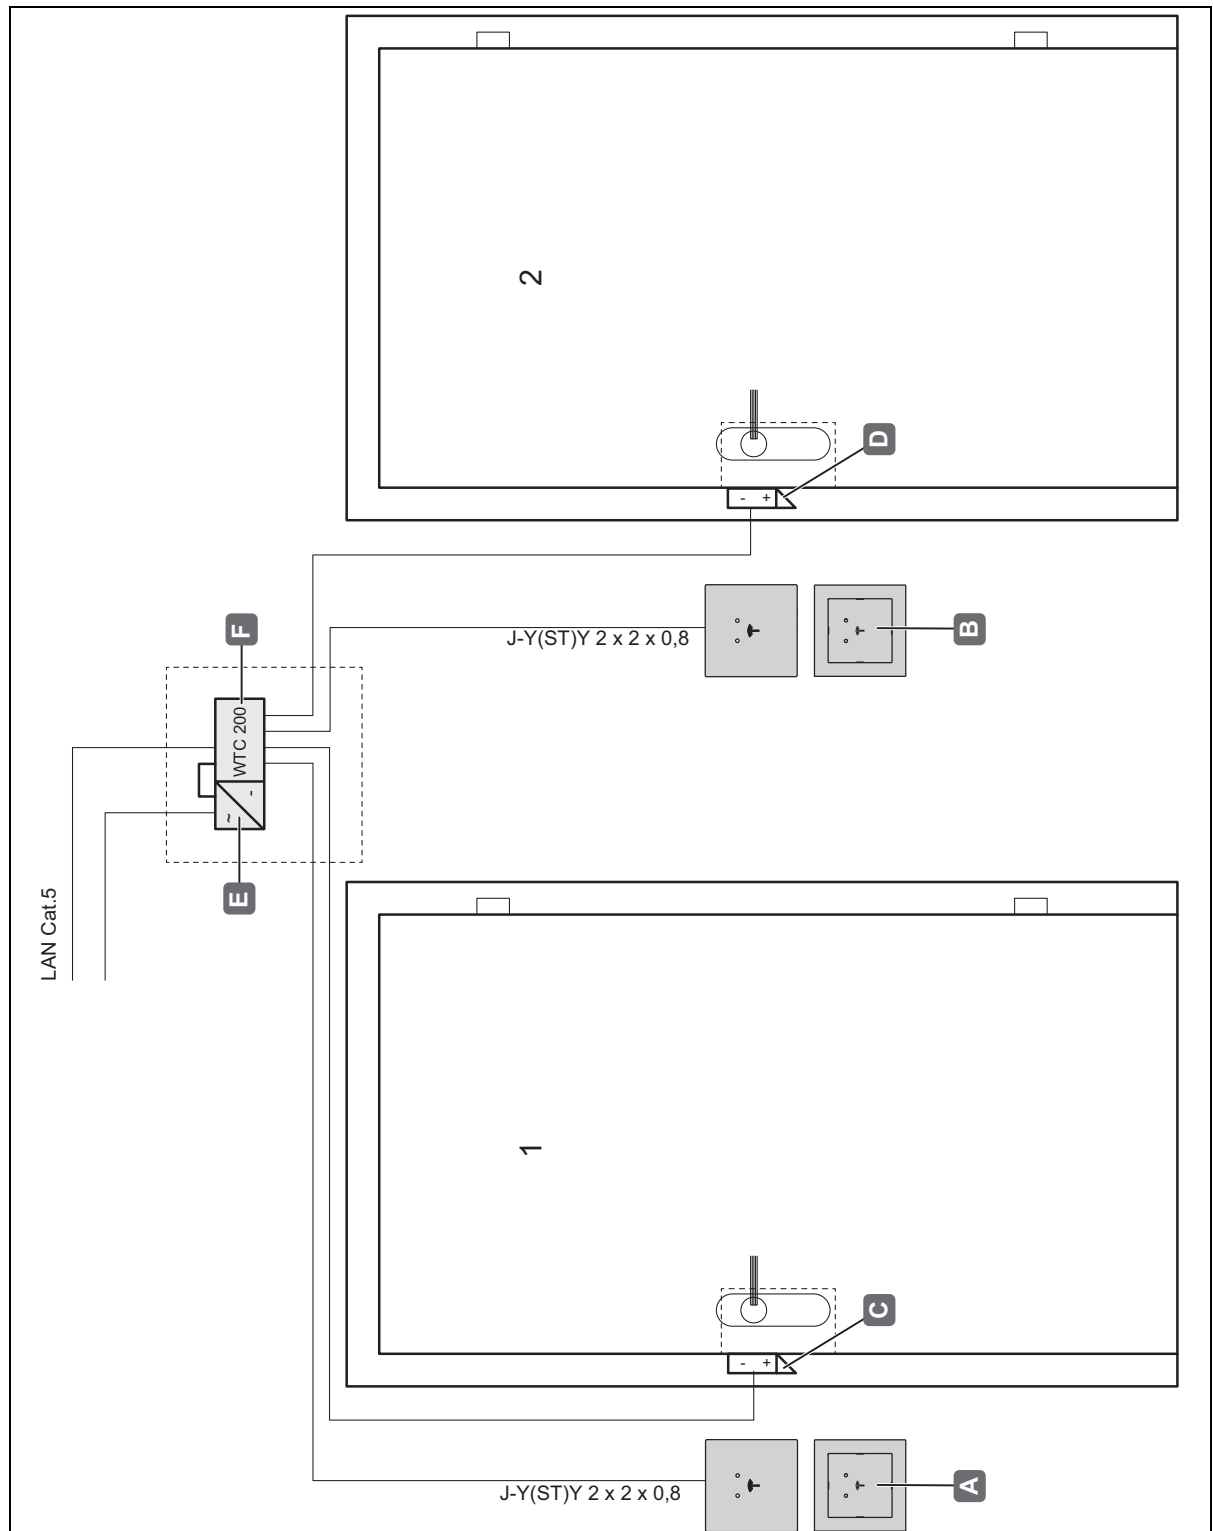 2
D
B
J-Y(ST)Y 2 x 2 x 0,8
- +
F
WTC 200
~ -
E
LAN Cat.5
1
C
- +
A
J-Y(ST)Y 2 x 2 x 0,8